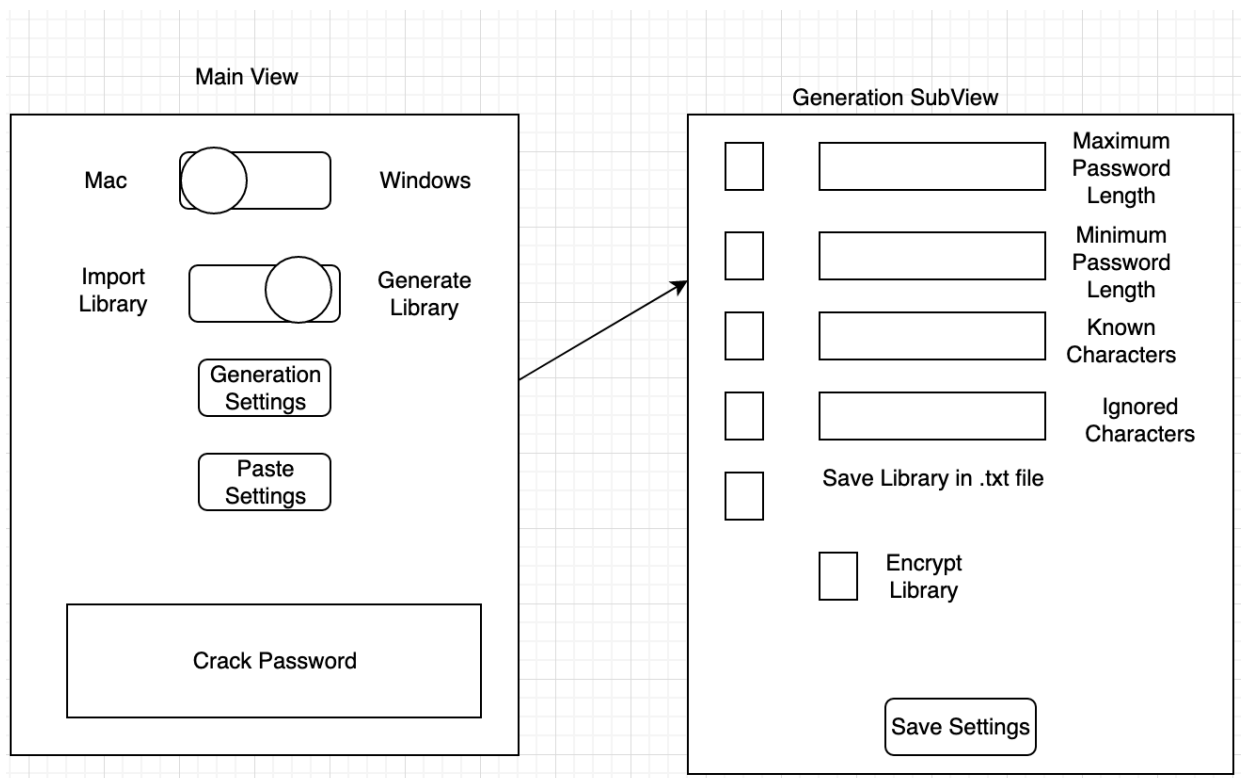 Main View
Mac
Windows
Import
Library
Generate
Library
Generation
Settings
Paste
Settings
Crack Password
Generation SubView
Maximum
Password
Length
Minimum
Password
Length
Known
Characters
Ignored
Characters
Save Library in .txt file
Encrypt
Library
Save Settings